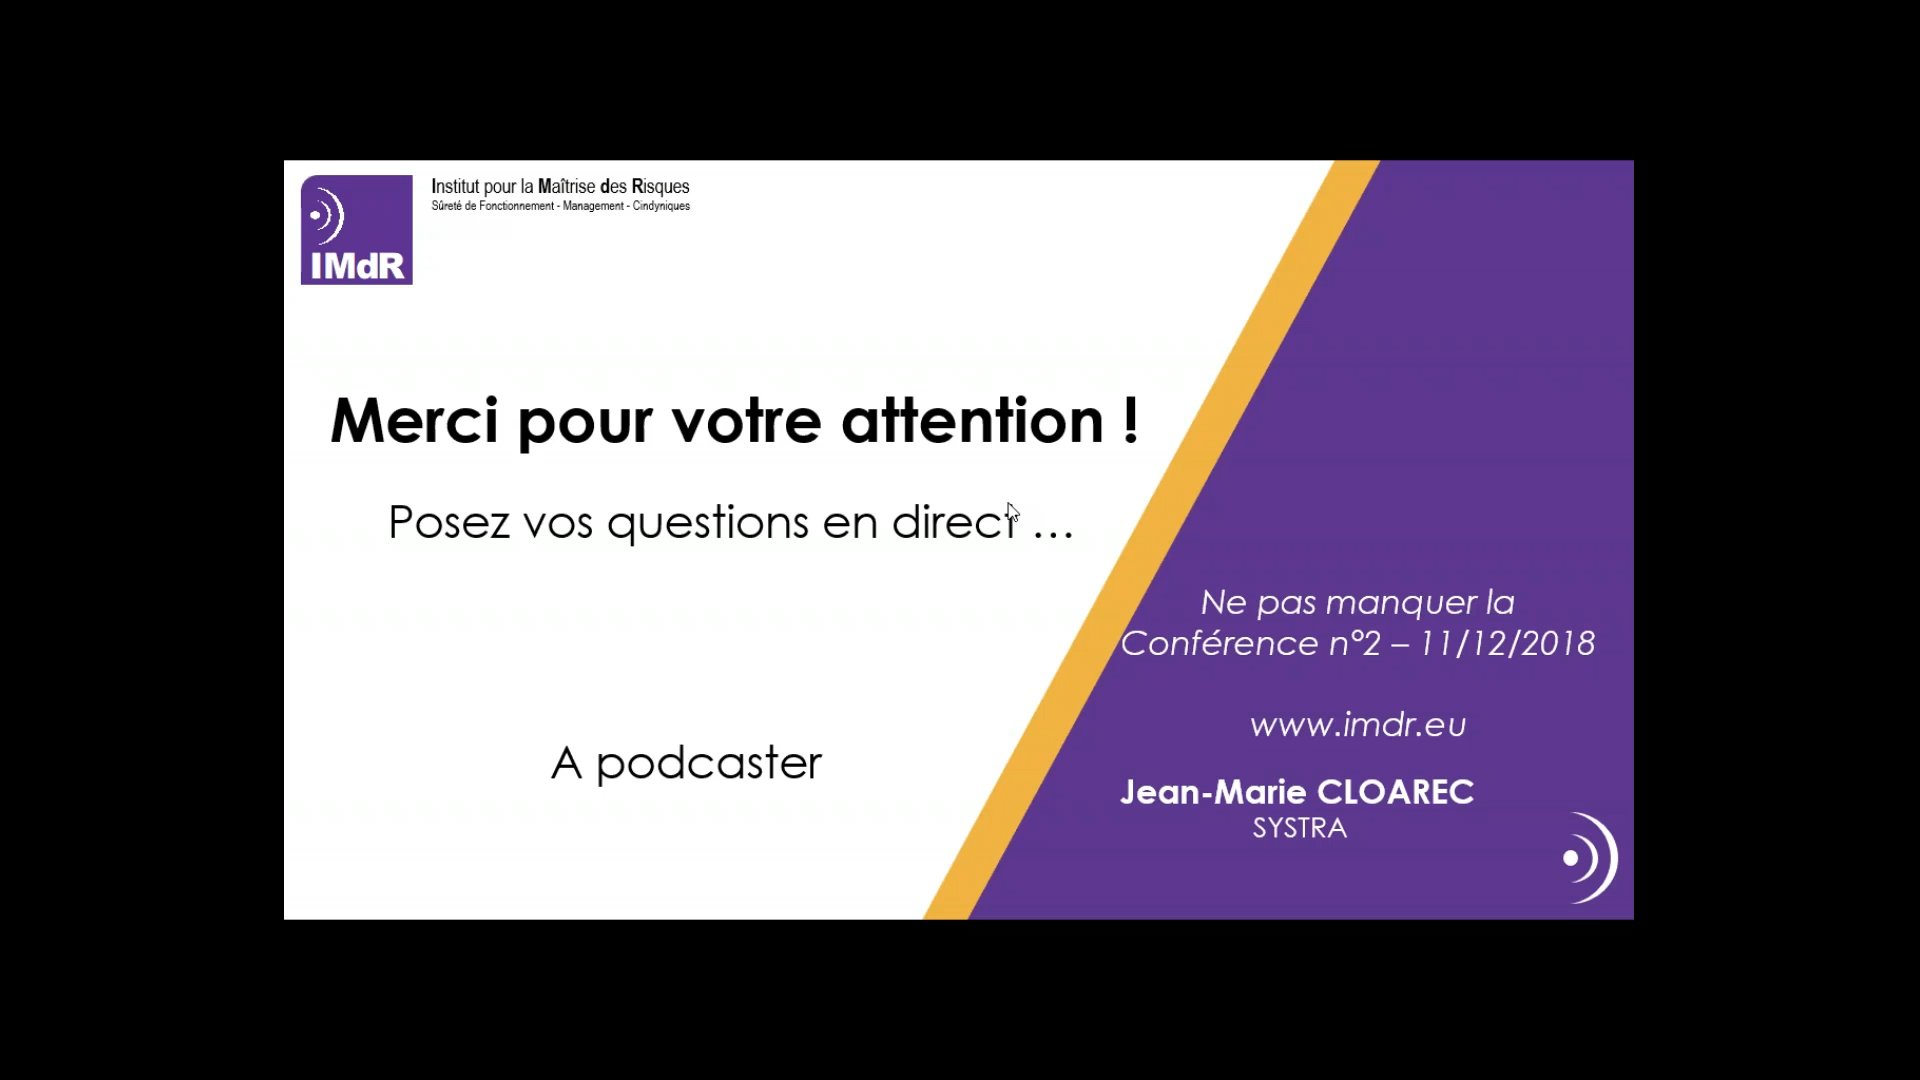 Institut pour la Maîtrise des Risques
Sûreté de Fonctionnement - Management - Cindyniques
IMdR
Merci pour votre attention !
Posez vos questions en direct ...
A podcaster
Ne pas manquer la
Conférence n°2 – 11/12/2018
www.imdr.eu
Jean-Marie CLOAREC
SYSTRA